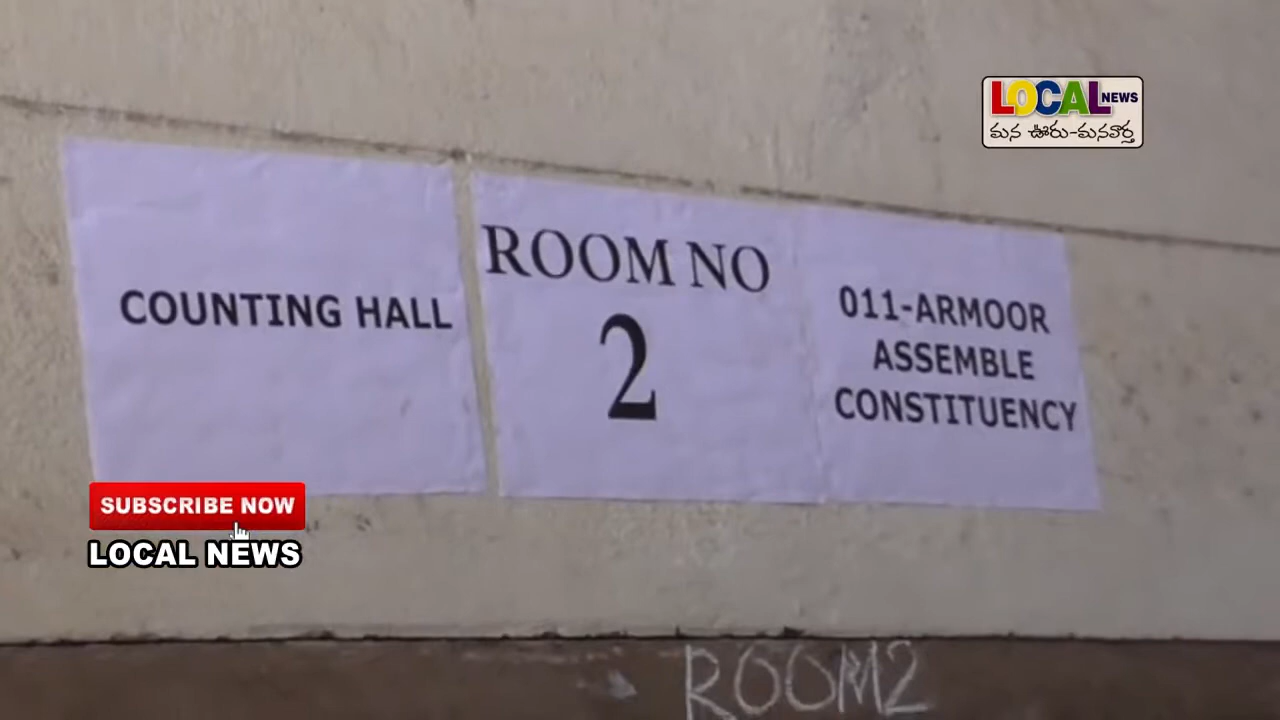 LOCAL NEWS
మన ఊరు-మనవార్త
COUNTING HALL
ROOM NO
2
011-ARMOOR
ASSEMBLE
CONSTITUENCY
SUBSCRIBE NOW
LOCAL NEWS
ROOM2